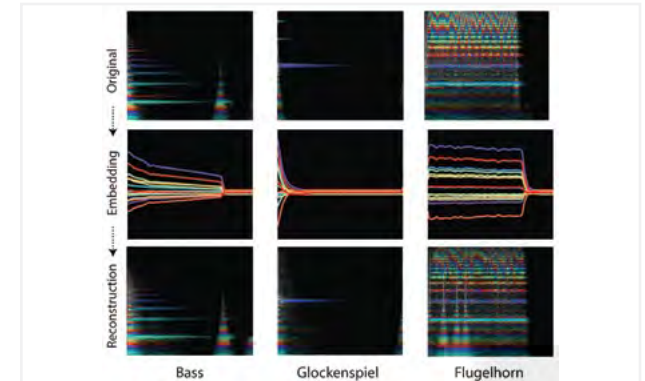 Original
Embedding
Reconstruction
Bass
Glockenspiel
Flugelhorn